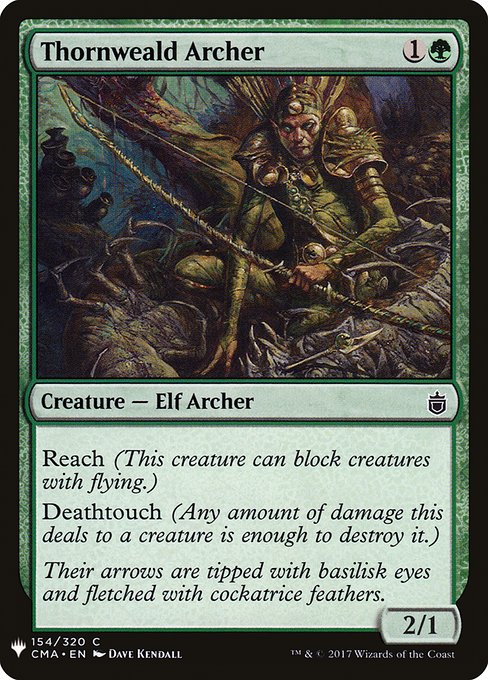 Thornweald Archer 1
Creature — Elf Archer
Reach (This creature can block creatures
with flying.)
Deathtouch (Any amount of damage this
deals to a creature is enough to destroy it.)
Their arrows are tipped with basilisk eyes
and fletched with cockatrice feathers.
2/1
154/320 C
CMA • EN Dave Kendall
™ & © 2017 Wizards of the Coast